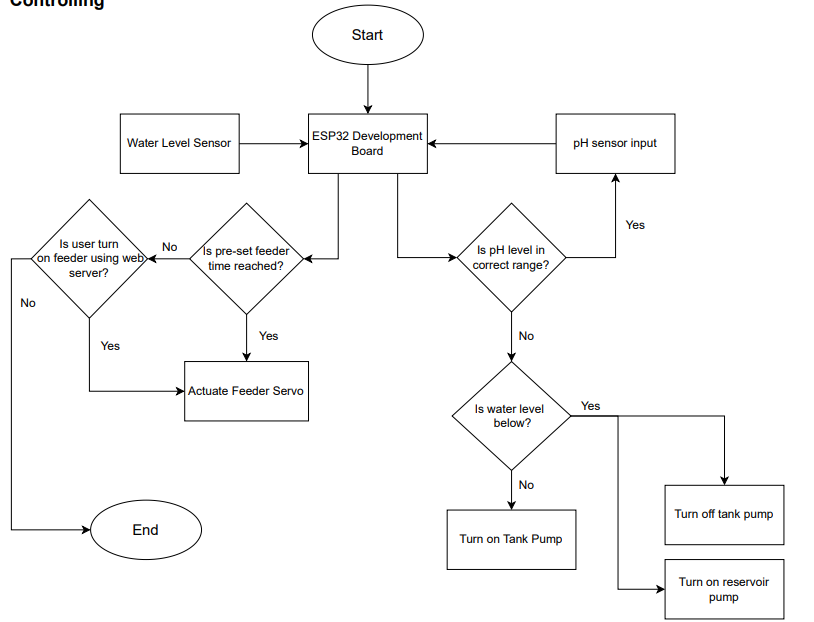 Controlling
Start
Water Level Sensor
ESP32 Development
Board
pH sensor input
Is user turn
on feeder using web
server?
No
Is pre-set feeder
time reached?
Is pH level in
correct range?
Yes
No
Yes
Yes
No
Actuate Feeder Servo
Is water level
below?
Yes
No
End
Turn on Tank Pump
Turn off tank pump
Turn on reservoir
pump